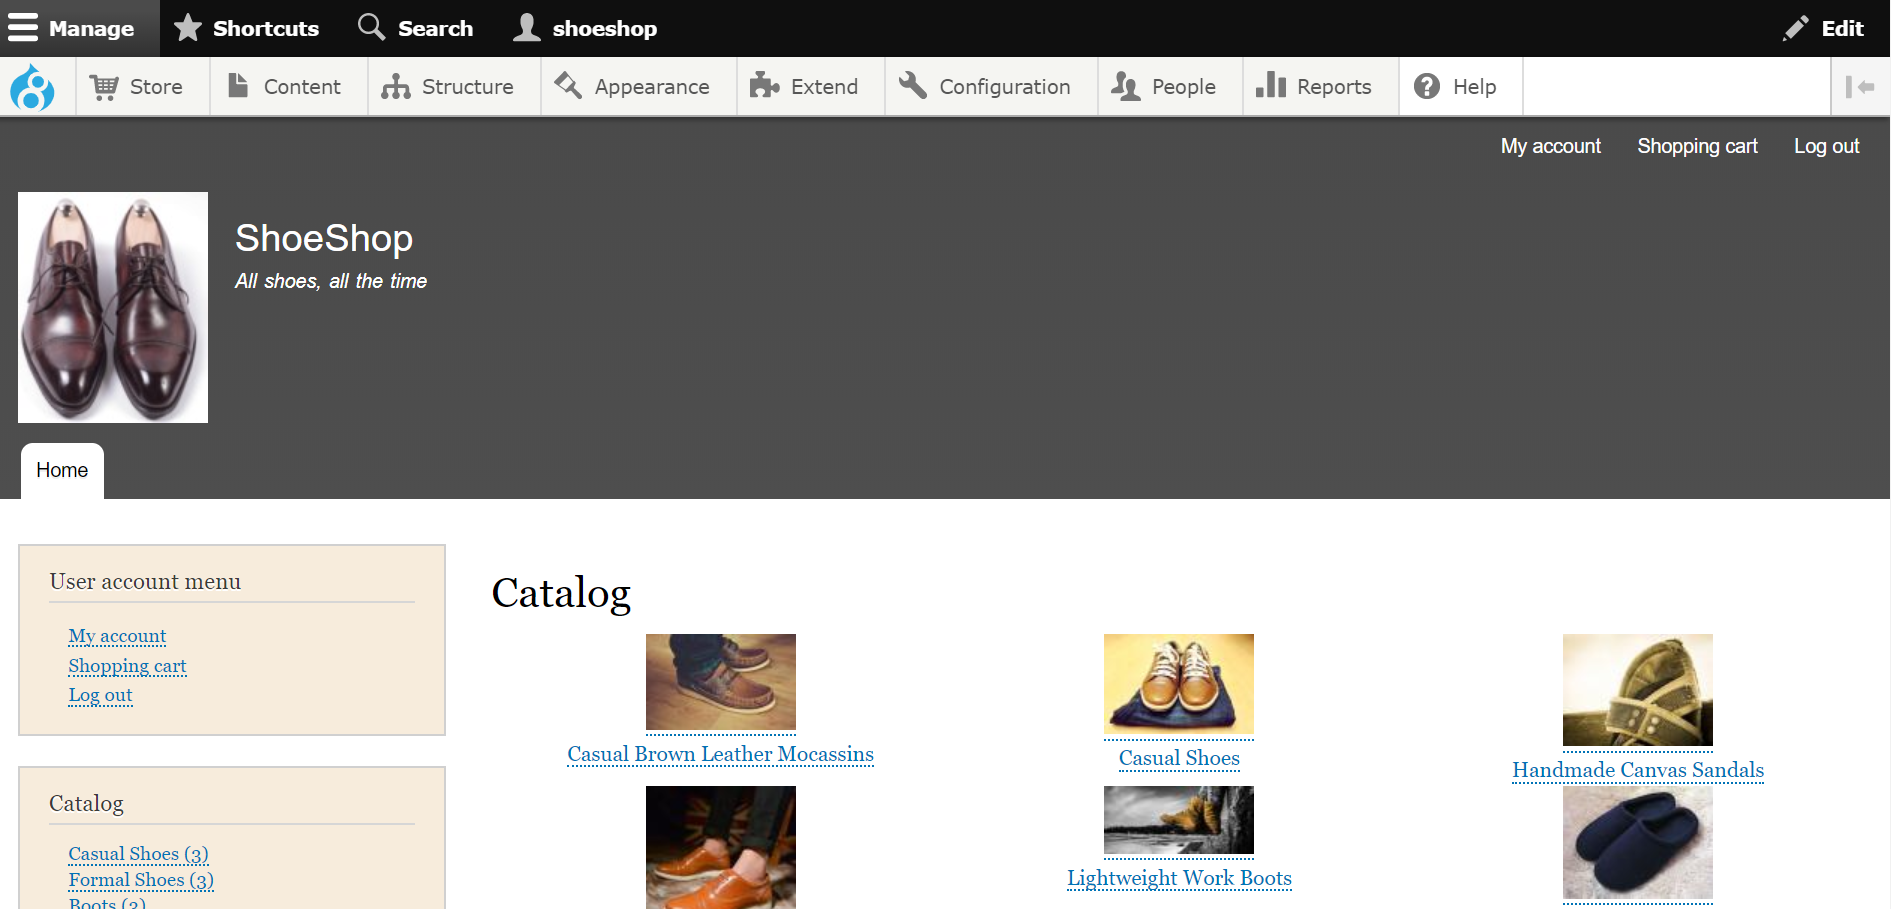 Manage Shortcuts Search shoeshop Edit
Store Content Structure Appearance Extend Configuration People Reports Help
My account Shopping cart Log out
ShoeShop
All shoes, all the time
Home
User account menu
My account
Shopping cart
Log out
Catalog
Casual Shoes (3)
Formal Shoes (3)
Boots (3)
Catalog
Casual Brown Leather Mocassins
Casual Shoes
Handmade Canvas Sandals
Lightweight Work Boots